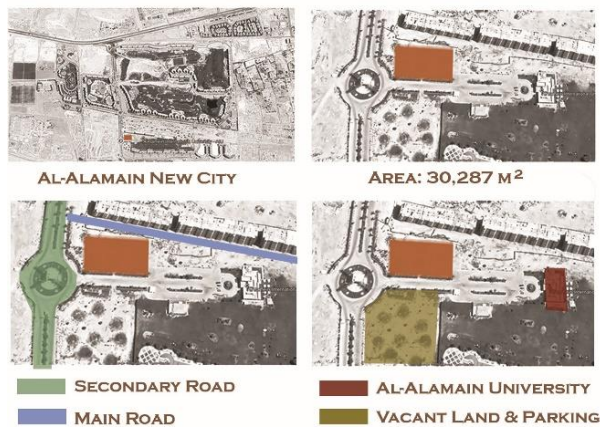 Al-Alamain New City
Area: 30,287 m²
Secondary Road
Main Road
Al-Alamain University
Vacant Land & Parking